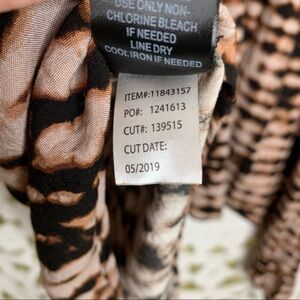 USE ONLY NON-
CHLORINE BLEACH
IF NEEDED
LINE DRY
COOL IRON IF NEEDED
ITEM#:11843157
PO#: 1241613
CUT#: 139515
CUT DATE:
05/2019